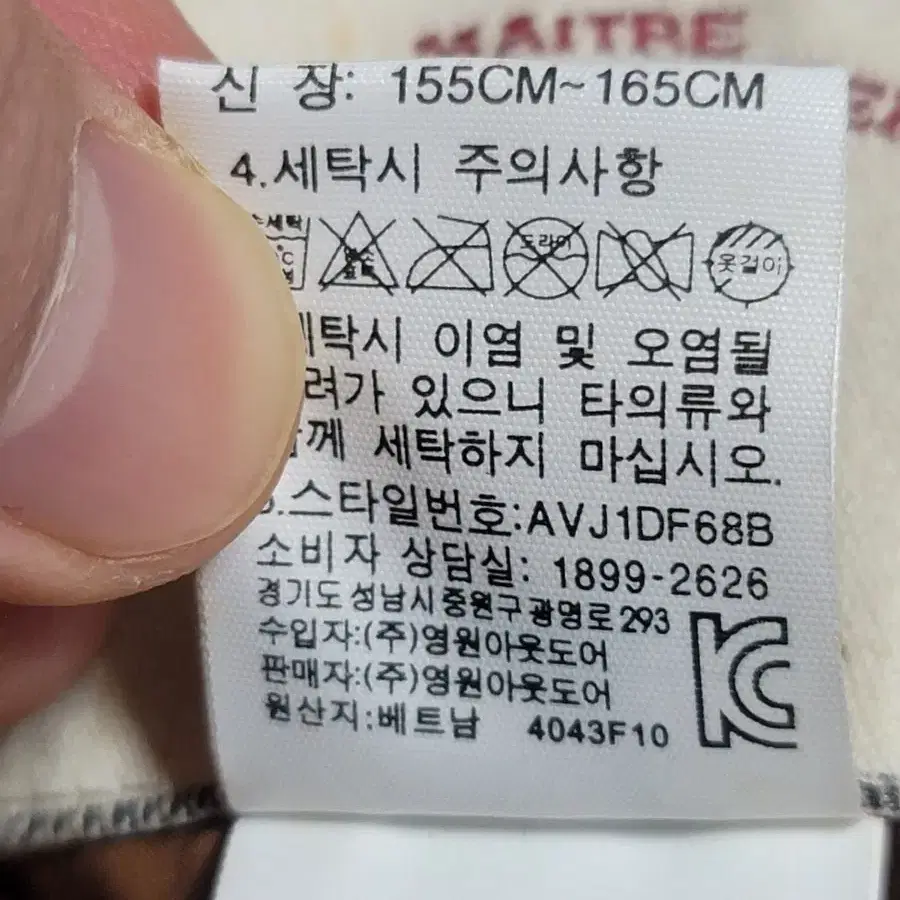 MAITRE
신 장: 155CM~165CM
4.세탁시 주의사항
드라이 옷걸이
세탁시 이염 및 오염될
려가 있으니 타의류와
함께 세탁하지 마십시오.
스타일번호:AVJ1DF68B
소비자 상담실: 1899-2626
경기도 성남시 중원구 광명로 293
수입자:(주)영원아웃도어
판매자:(주)영원아웃도어
원산지:베트남 4043F10